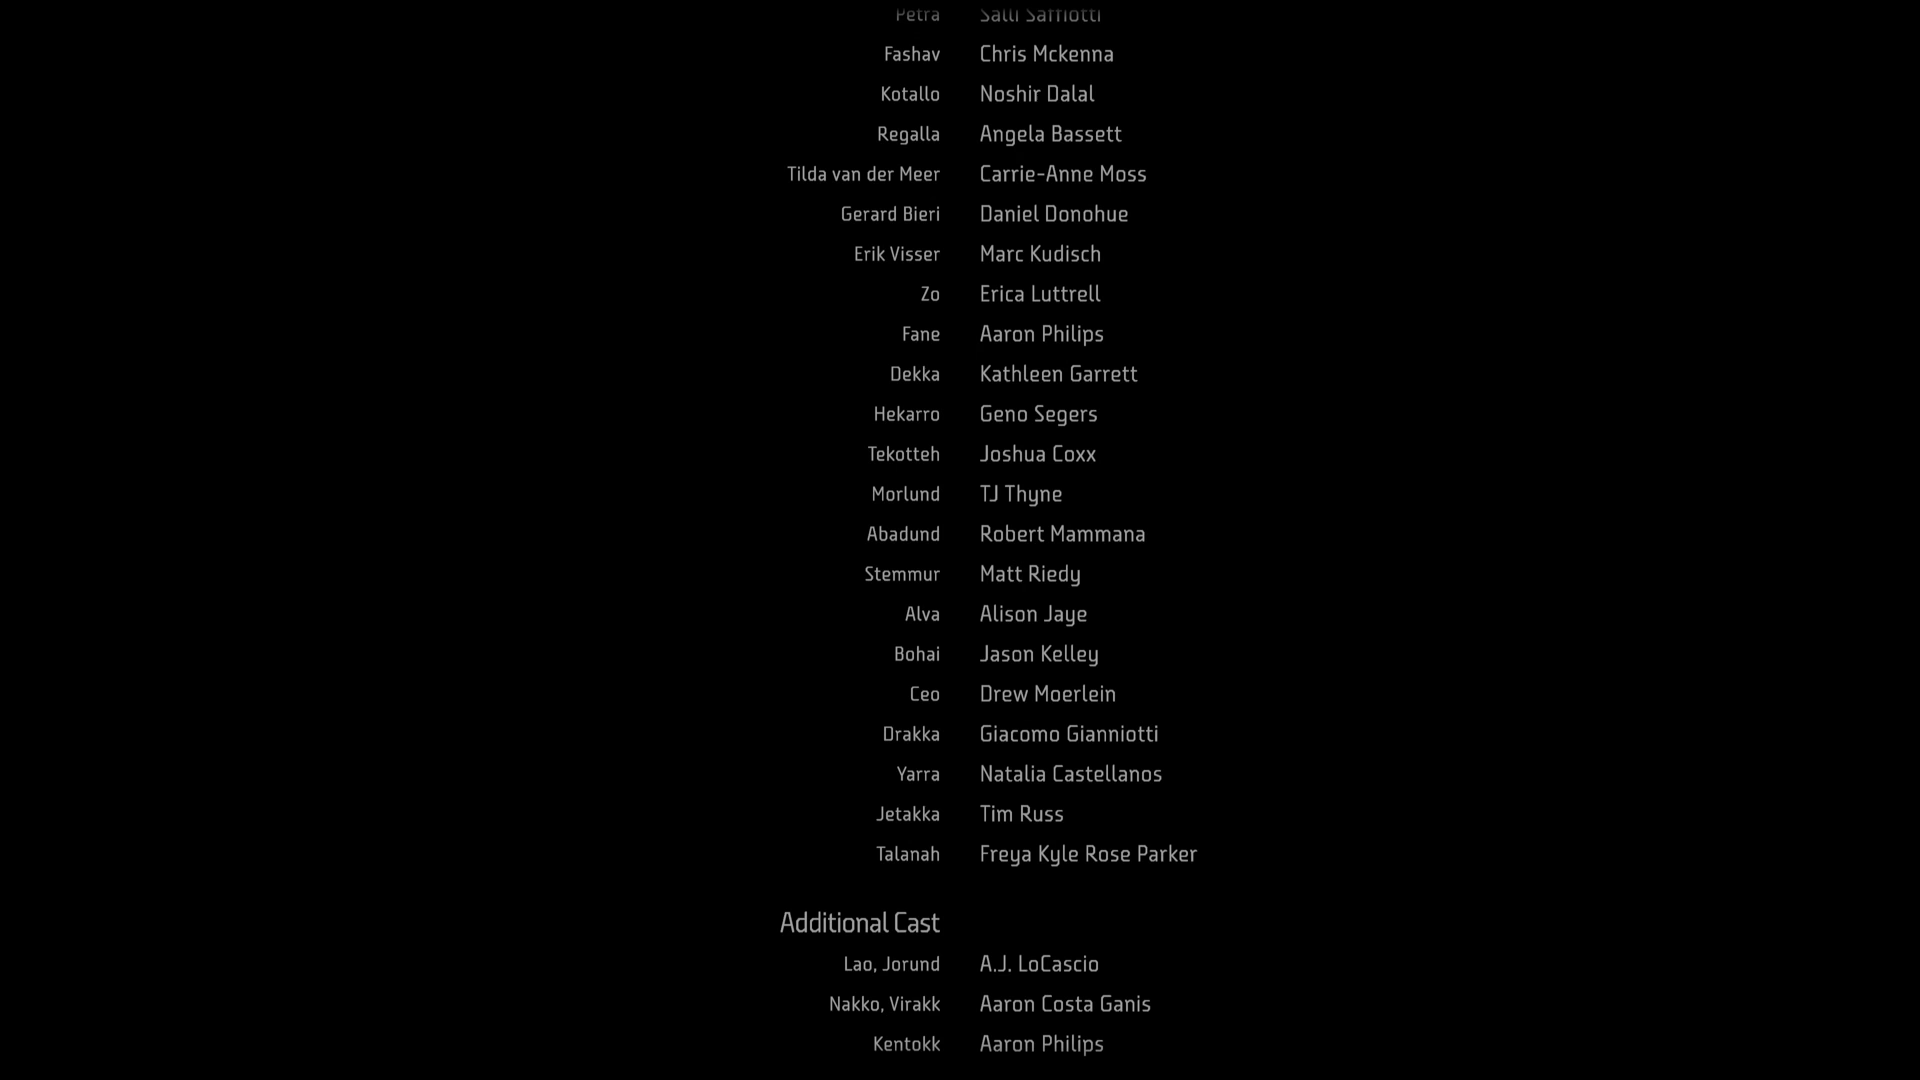 Petra Salli Saffiotti
Fashav Chris Mckenna
Kotallo Noshir Dalal
Regalla Angela Bassett
Tilda van der Meer Carrie-Anne Moss
Gerard Bieri Daniel Donohue
Erik Visser Marc Kudisch
Zo Erica Luttrell
Fane Aaron Philips
Dekka Kathleen Garrett
Hekarro Geno Segers
Tekotteh Joshua Coxx
Morlund TJ Thyne
Abadund Robert Mammana
Stemmur Matt Riedy
Alva Alison Jaye
Bohai Jason Kelley
Ceo Drew Moerlein
Drakka Giacomo Gianniotti
Yarra Natalia Castellanos
Jetakka Tim Russ
Talanah Freya Kyle Rose Parker
Additional Cast
Lao, Jorund A.J. LoCascio
Nakko, Virakk Aaron Costa Ganis
Kentokk Aaron Philips